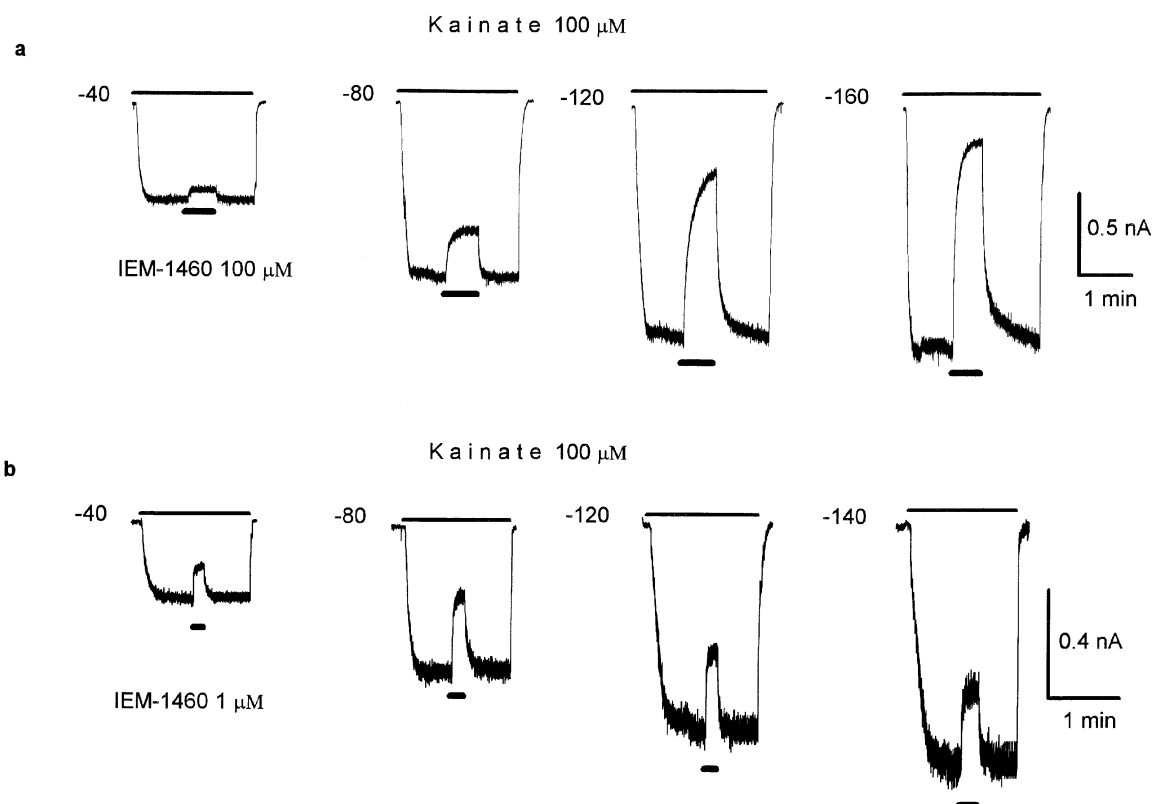 Kainate 100 μM
a
-40
-80
-120
-160
0.5 nA
1 min
IEM-1460 100 μM
Kainate 100 μM
b
-40
-80
-120
-140
0.4 nA
1 min
IEM-1460 1 μM